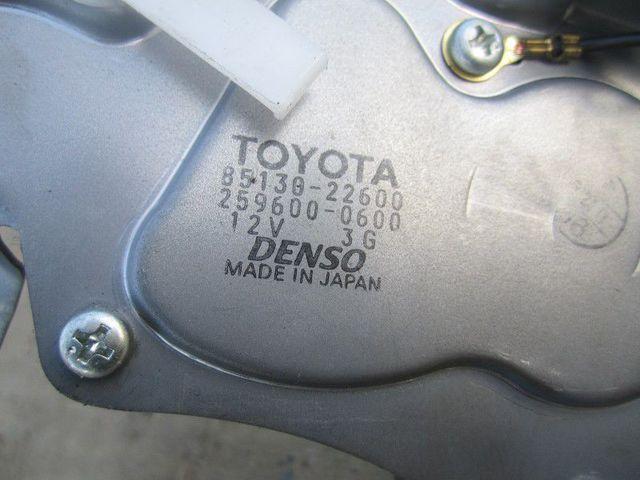 TOYOTA
85130-22600
259600-0600
12V 3G
DENSO
MADE IN JAPAN